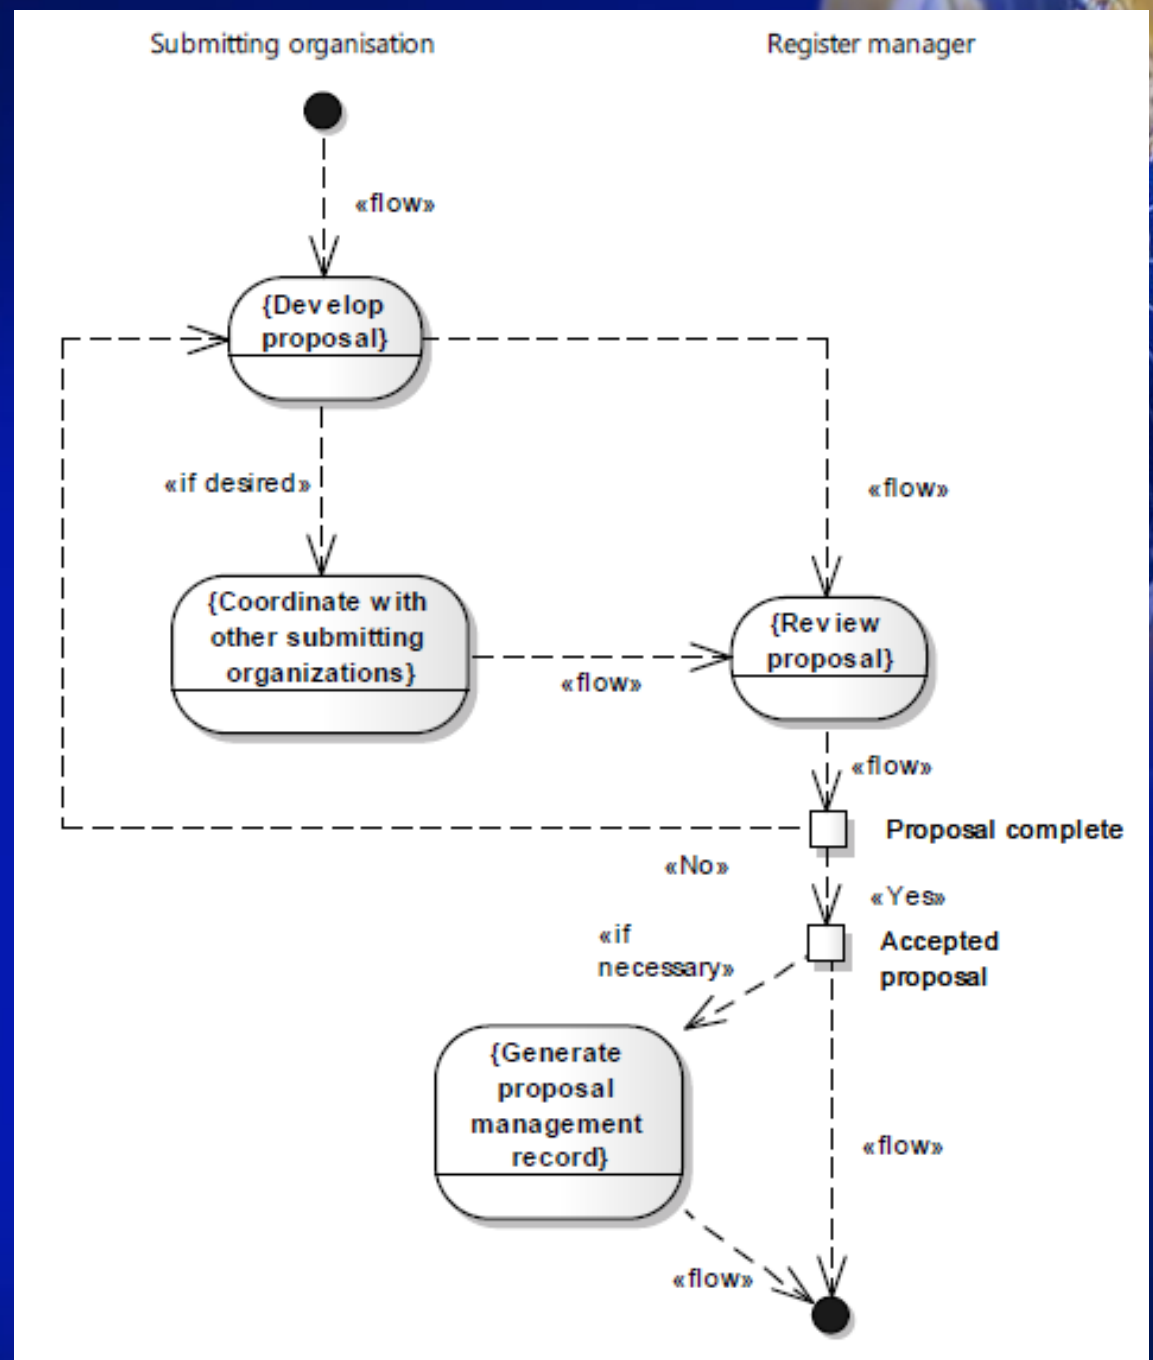 Submitting organisation
Register manager
«flow»
{Develop
proposal}
«if desired»
«flow»
{Coordinate with
other submitting
organizations}
{Review
proposal}
«flow»
«flow»
Proposal complete
«No»
«Yes»
«if
necessary»
Accepted
proposal
{Generate
proposal
management
record}
«flow»
«flow»